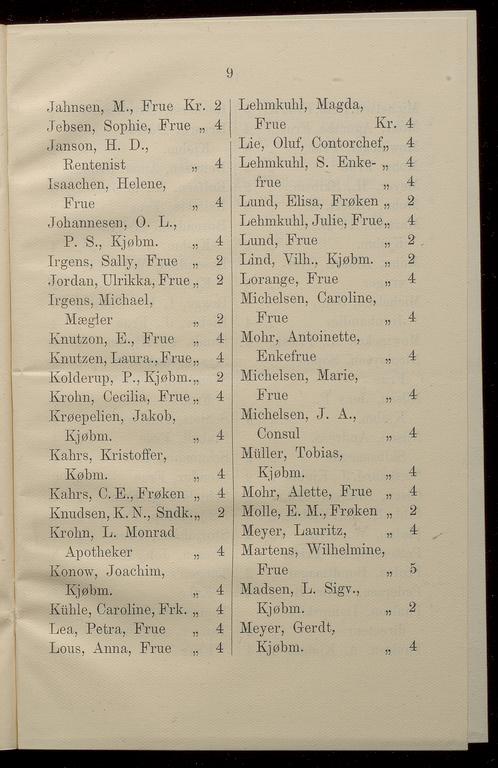 9
Jahnsen, M., Frue Kr. 2
Jebsen, Sophie, Frue „ 4
Janson, H. D.,
Rentenist „ 4
Isaachen, Helene,
Frue „ 4
Johannesen, O. L.,
P. S., Kjøbm. „ 4
Irgens, Sally, Frue „ 2
Jordan, Ulrikka, Frue „ 2
Irgens, Michael,
Mægler „ 2
Knutzon, E., Frue „ 4
Knutzen, Laura., Frue „ 4
Kolderup, P., Kjøbm. „ 2
Krohn, Cecilia, Frue „ 4
Krøepelien, Jakob,
Kjøbm. „ 4
Kahrs, Kristoffer,
Købm. „ 4
Kahrs, C. E., Frøken „ 4
Knudsen, K. N., Sndk. „ 2
Krohn, L. Monrad
Apotheker „ 4
Konow, Joachim,
Kjøbm. „ 4
Kühle, Caroline, Frk. „ 4
Lea, Petra, Frue „ 4
Lous, Anna, Frue „ 4
Lehmkuhl, Magda,
Frue Kr. 4
Lie, Oluf, Contorchef „ 4
Lehmkuhl, S. Enke- „ 4
frue „ 4
Lund, Elisa, Frøken „ 2
Lehmkuhl, Julie, Frue „ 4
Lund, Frue „ 2
Lind, Vilh., Kjøbm. „ 2
Lorange, Frue „ 4
Michelsen, Caroline,
Frue „ 4
Mohr, Antoinette,
Enkefrue „ 4
Michelsen, Marie,
Frue „ 4
Michelsen, J. A.,
Consul „ 4
Müller, Tobias,
Kjøbm. „ 4
Mohr, Alette, Frue „ 4
Molle, E. M., Frøken „ 2
Meyer, Lauritz, „ 4
Martens, Wilhelmine,
Frue „ 5
Madsen, L. Sigv.,
Kjøbm. „ 2
Meyer, Gerdt,
Kjøbm. „ 4